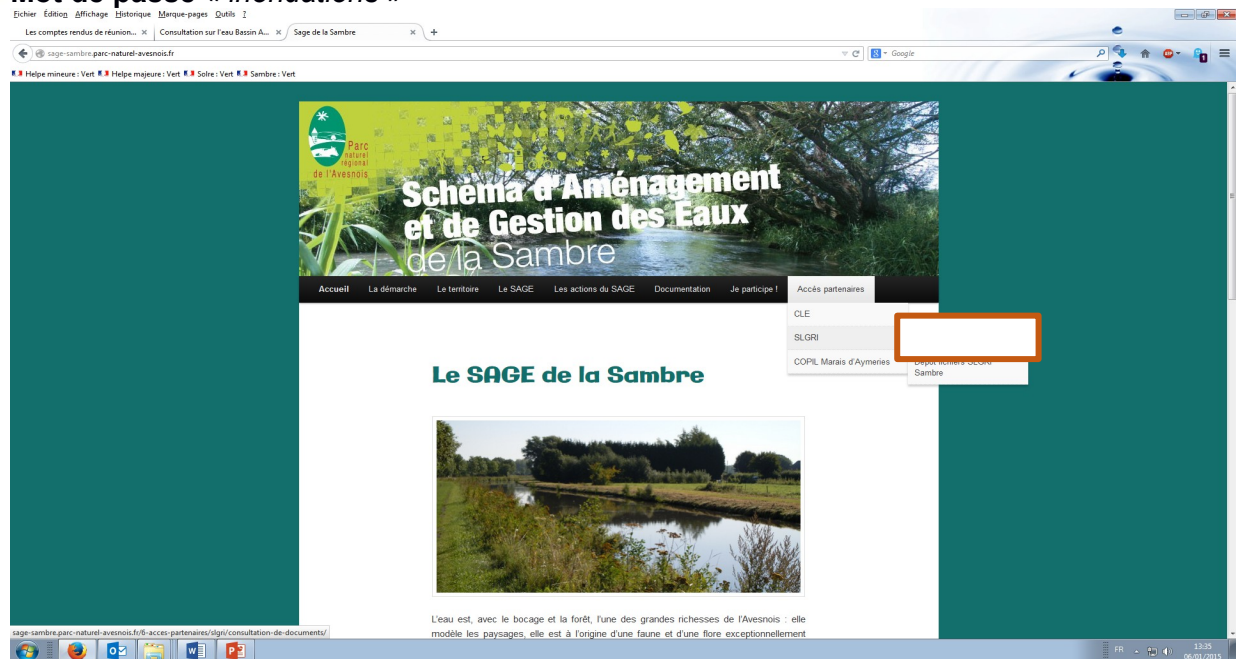 Mot de passe « inondations »
Fichier Édition Affichage Historique Marque-pages Outils ?
Les comptes rendus de réunion... × Consultation sur l'eau Bassin A... × Sage de la Sambre × +
sage-sambre.parc-naturel-avesnois.fr Google
Helpe mineure : Vert Helpe majeure : Vert Solre : Vert Sambre : Vert
Parc
naturel
régional
de l'Avesnois
Schéma d'Aménagement
et de Gestion des Eaux
de la Sambre
Accueil La démarche Le territoire Le SAGE Les actions du SAGE Documentation Je participe ! Accés partenaires
CLE
SLGRI
COPIL Marais d'Aymeries
Dépot fichiers SLGRI
Sambre
Le SAGE de la Sambre
L'eau est, avec le bocage et la forêt, l'une des grandes richesses de l'Avesnois : elle
modèle les paysages, elle est à l'origine d'une faune et d'une flore exceptionnellement
sage-sambre.parc-naturel-avesnois.fr/6-acces-partenaires/slgri/consultation-de-documents/
FR 13:35
06/01/2015